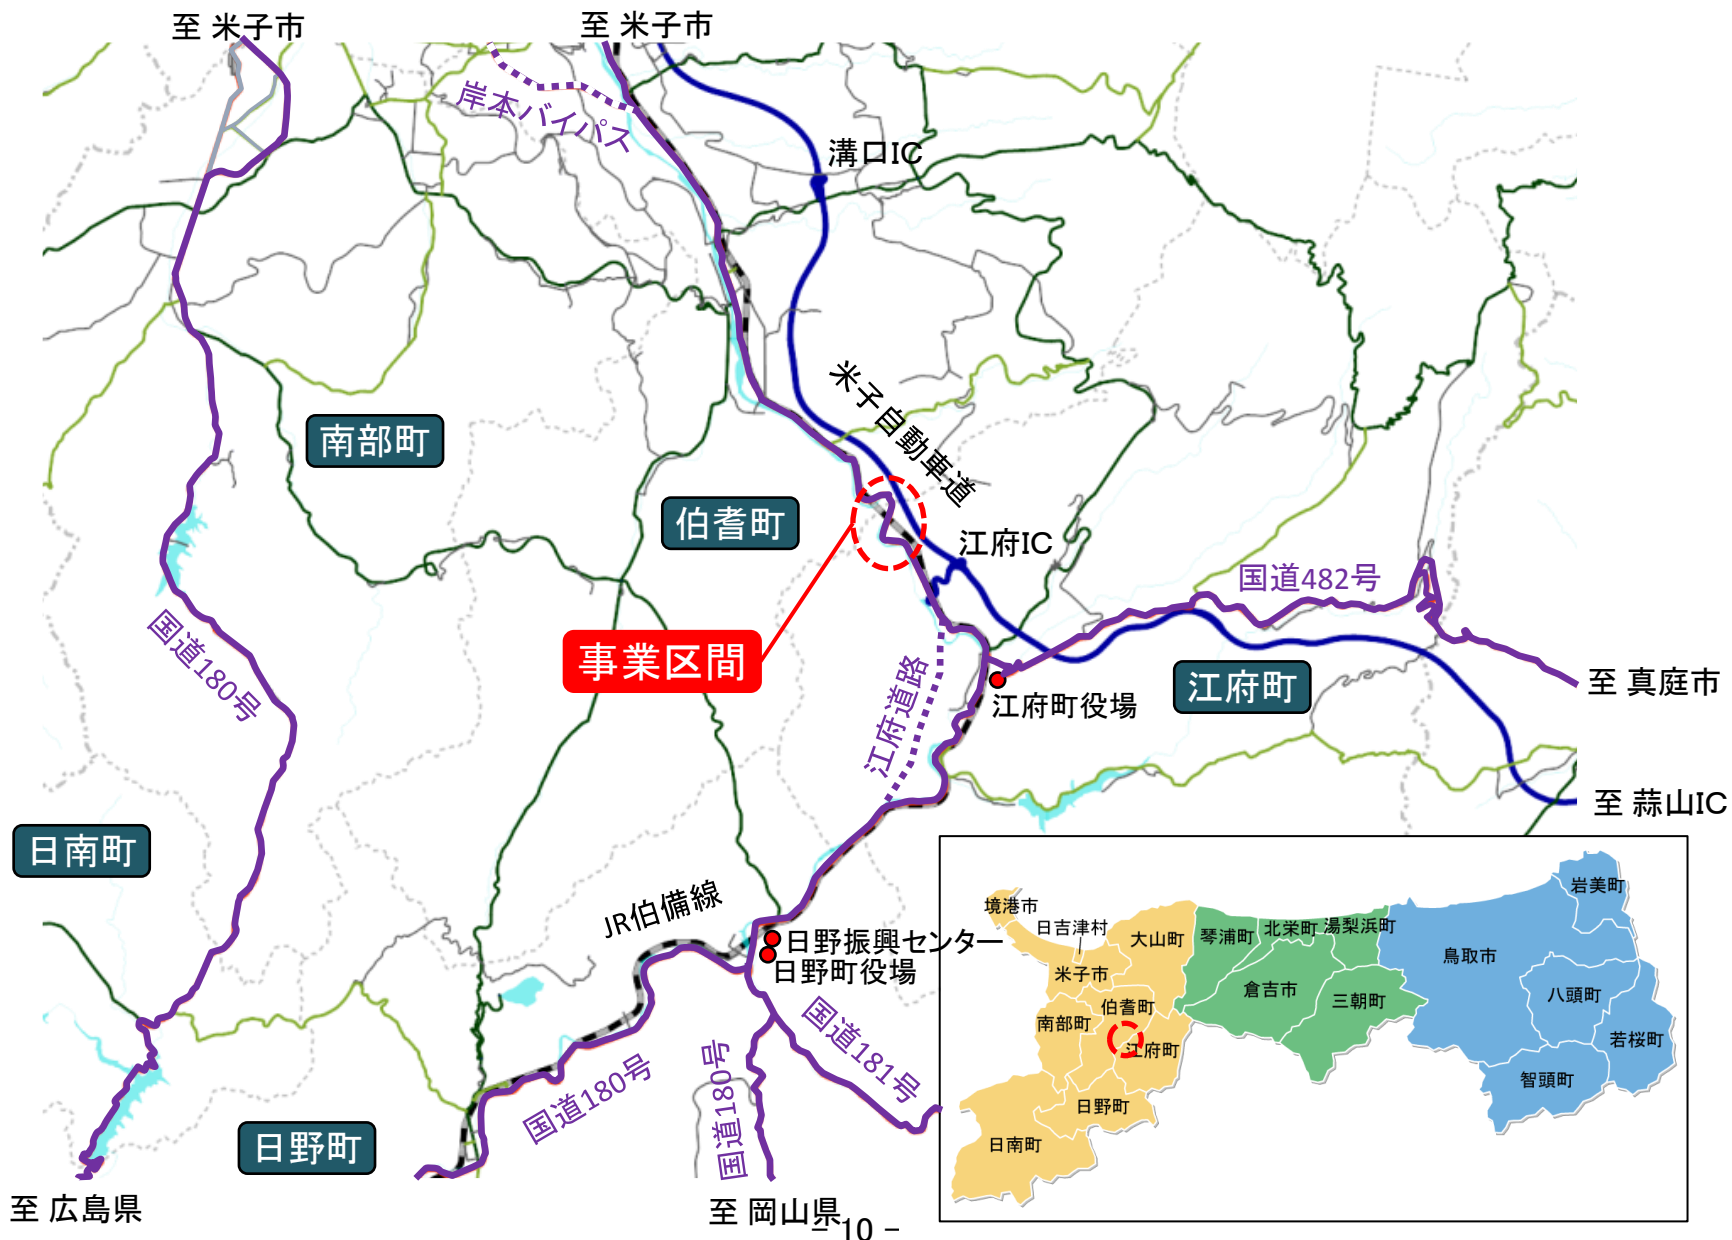 至 米子市
至 米子市
岸本バイパス
溝口IC
米子自動車道
南部町
伯耆町
江府IC
国道482号
事業区間
国道180号
江府道路
江府町役場
江府町
至 真庭市
至 蒜山IC
日南町
JR伯備線
日野振興センター
日野町役場
国道181号
国道180号
国道180号
日野町
至 広島県
至 岡山県
境港市
日吉津村
大山町
米子市
伯耆町
南部町
江府町
日野町
日南町
琴浦町
北栄町
湯梨浜町
倉吉市
三朝町
鳥取市
岩美町
八頭町
若桜町
智頭町
- 10 -